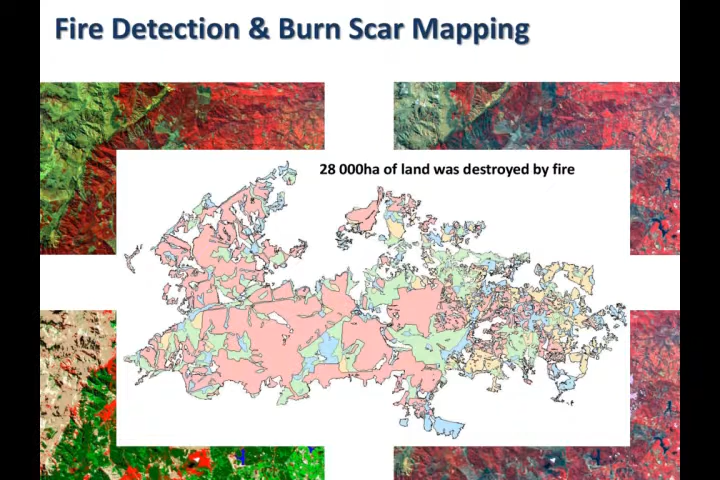 Fire Detection & Burn Scar Mapping
28 000ha of land was destroyed by fire